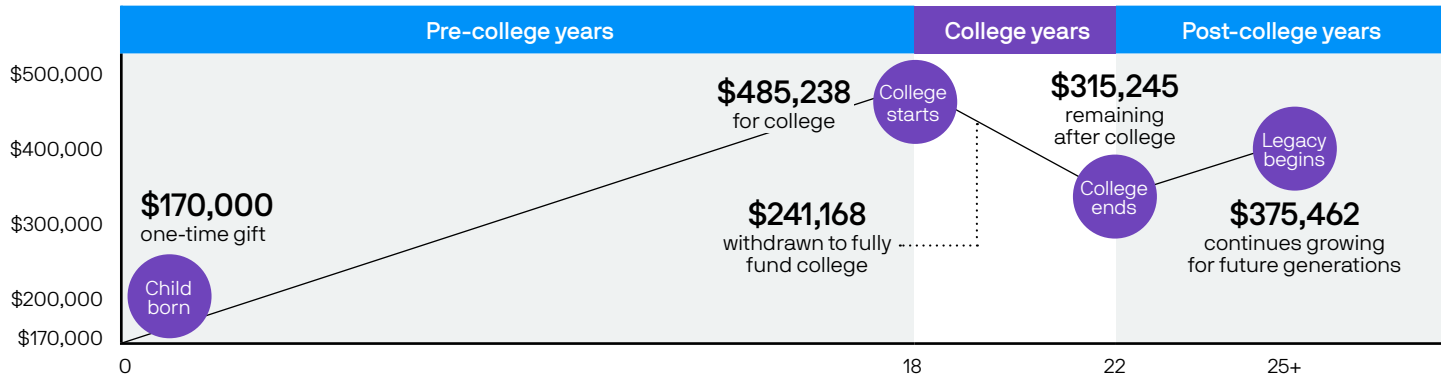 Pre-college years
College years
Post-college years
$500,000
$400,000
$300,000
$200,000
$170,000
$170,000
one-time gift
Child
born
$485,238
for college
College
starts
$241,168
withdrawn to fully
fund college
$315,245
remaining
after college
College
ends
Legacy
begins
$375,462
continues growing
for future generations
0
18
22
25+